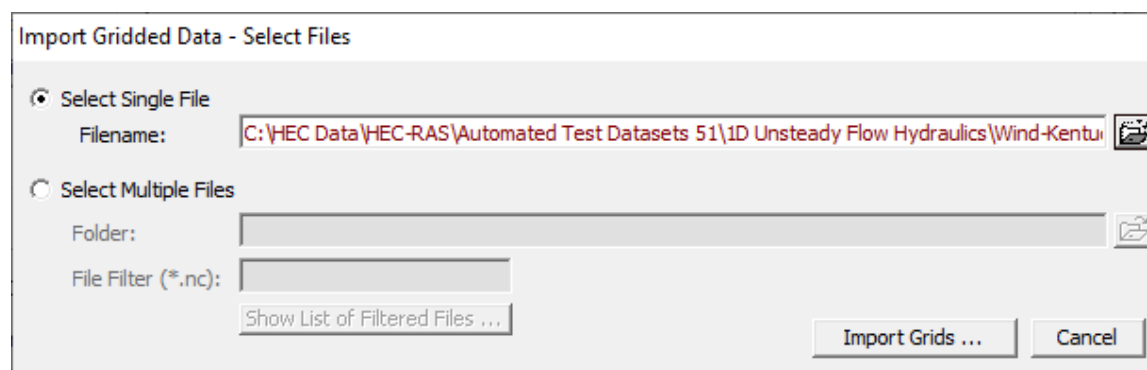 Import Gridded Data - Select Files
Select Single File
Filename: C:\HEC Data\HEC-RAS\Automated Test Datasets 51\1D Unsteady Flow Hydraulics\Wind-Kentu
Select Multiple Files
Folder:
File Filter (*.nc):
Show List of Filtered Files ...
Import Grids ... Cancel